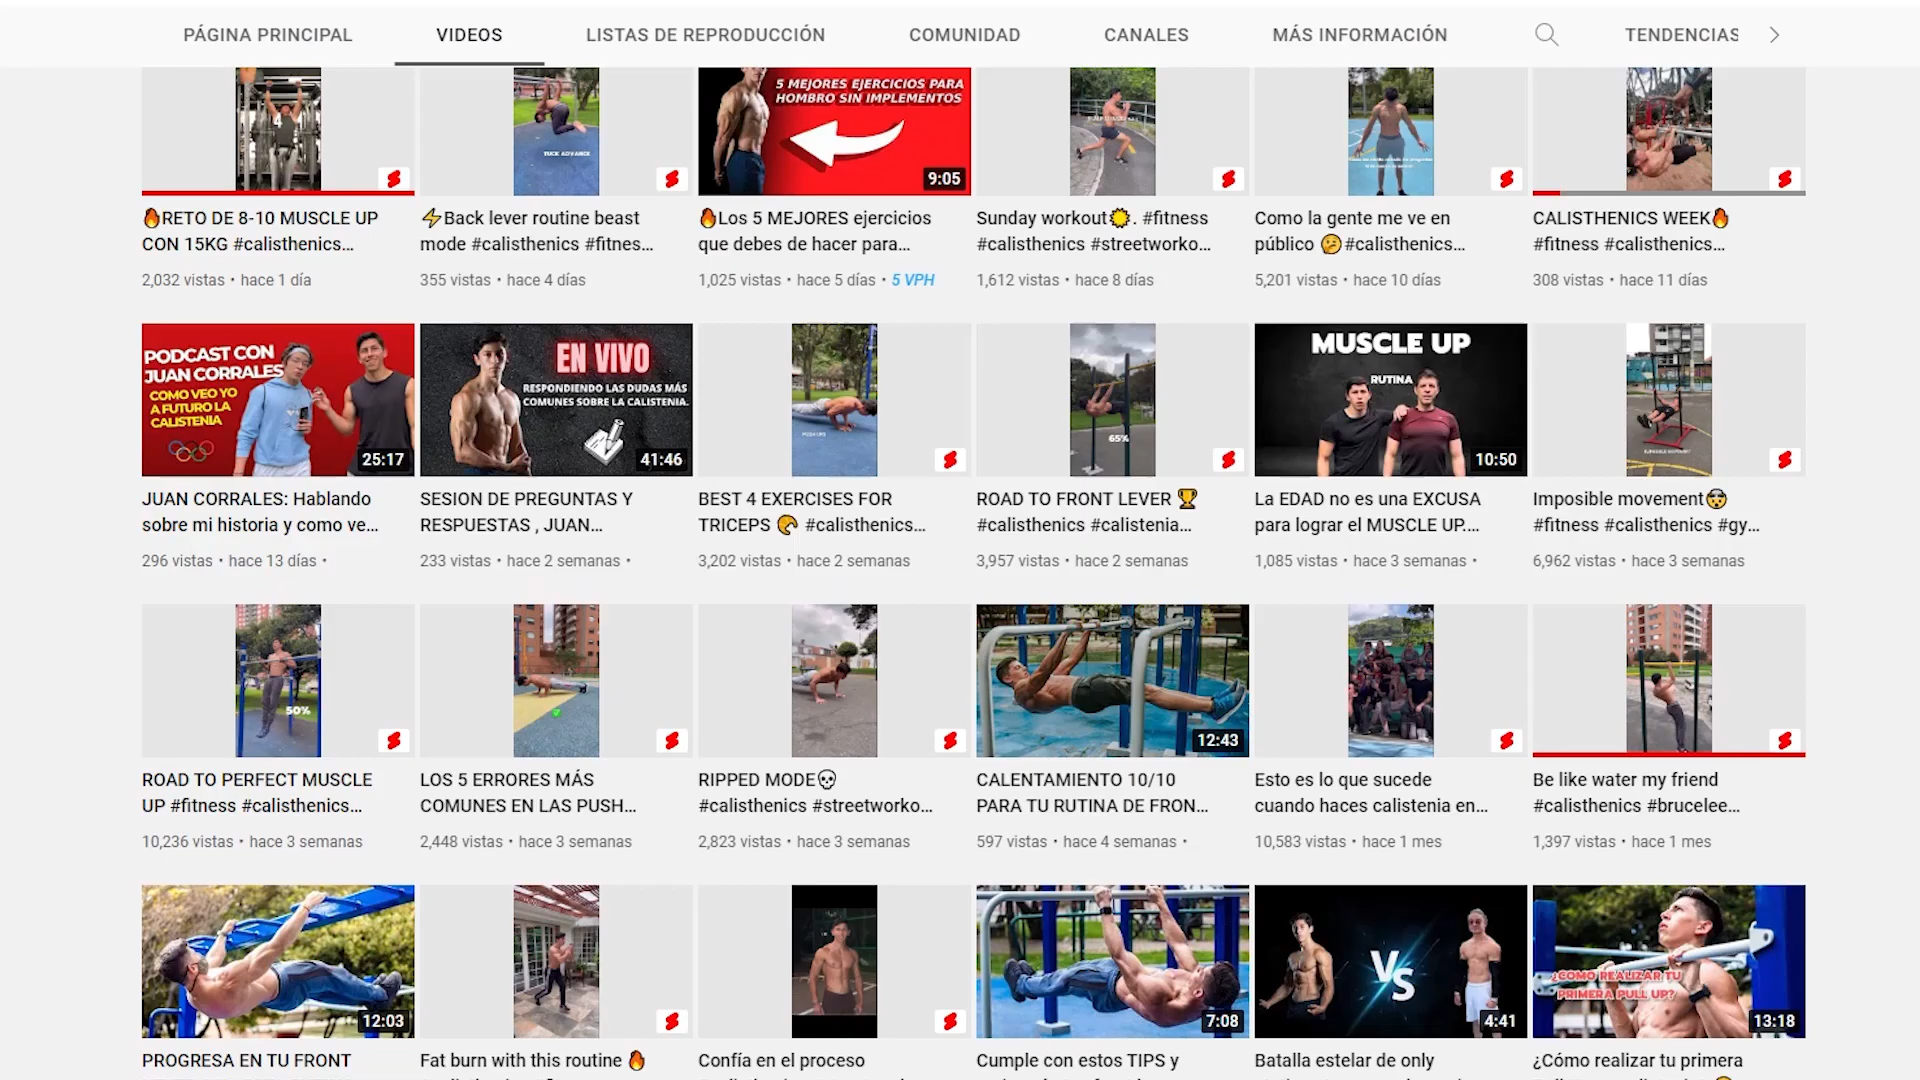 PÁGINA PRINCIPAL VIDEOS LISTAS DE REPRODUCCIÓN COMUNIDAD CANALES MÁS INFORMACIÓN TENDENCIAS
TUCK ADVANCE
5 MEJORES EJERCICIOS PARA
HOMBRO SIN IMPLEMENTOS
9:05
🔥RETO DE 8-10 MUSCLE UP
CON 15KG #calisthenics...
2,032 vistas • hace 1 día
⚡Back lever routine beast
mode #calisthenics #fitnes...
355 vistas • hace 4 días
🔥Los 5 MEJORES ejercicios
que debes de hacer para...
1,025 vistas • hace 5 días • 5 VPH
Sunday workout🌞. #fitness
#calisthenics #streetworko...
1,612 vistas • hace 8 días
Como la gente me ve en
público 🤔#calisthenics...
5,201 vistas • hace 10 días
CALISTHENICS WEEK🔥
#fitness #calisthenics...
308 vistas • hace 11 días
PODCAST CON
JUAN CORRALES
COMO VEO YO
A FUTURO LA
CALISTENIA
25:17
EN VIVO
RESPONDIENDO LAS DUDAS MÁS
COMUNES SOBRE LA CALISTENIA.
41:46
65%
MUSCLE UP
RUTINA
10:50
JUAN CORRALES: Hablando
sobre mi historia y como ve...
296 vistas • hace 13 días •
SESION DE PREGUNTAS Y
RESPUESTAS , JUAN...
233 vistas • hace 2 semanas •
BEST 4 EXERCISES FOR
TRICEPS 🥐 #calisthenics...
3,202 vistas • hace 2 semanas
ROAD TO FRONT LEVER 🏆
#calisthenics #calistenia...
3,957 vistas • hace 2 semanas
La EDAD no es una EXCUSA
para lograr el MUSCLE UP....
1,085 vistas • hace 3 semanas •
Imposible movement🤯
#fitness #calisthenics #gy...
6,962 vistas • hace 3 semanas
50%
12:43
ROAD TO PERFECT MUSCLE
UP #fitness #calisthenics...
10,236 vistas • hace 3 semanas
LOS 5 ERRORES MÁS
COMUNES EN LAS PUSH...
2,448 vistas • hace 3 semanas
RIPPED MODE💀
#calisthenics #streetworko...
2,823 vistas • hace 3 semanas
CALENTAMIENTO 10/10
PARA TU RUTINA DE FRON...
597 vistas • hace 4 semanas •
Esto es lo que sucede
cuando haces calistenia en...
10,583 vistas • hace 1 mes
Be like water my friend
#calisthenics #brucelee...
1,397 vistas • hace 1 mes
12:03
7:08
VS
4:41
¿COMO REALIZAR TU
PRIMERA PULL UP?
13:18
PROGRESA EN TU FRONT
Fat burn with this routine 🔥
Confía en el proceso
Cumple con estos TIPS y
Batalla estelar de only
¿Cómo realizar tu primera